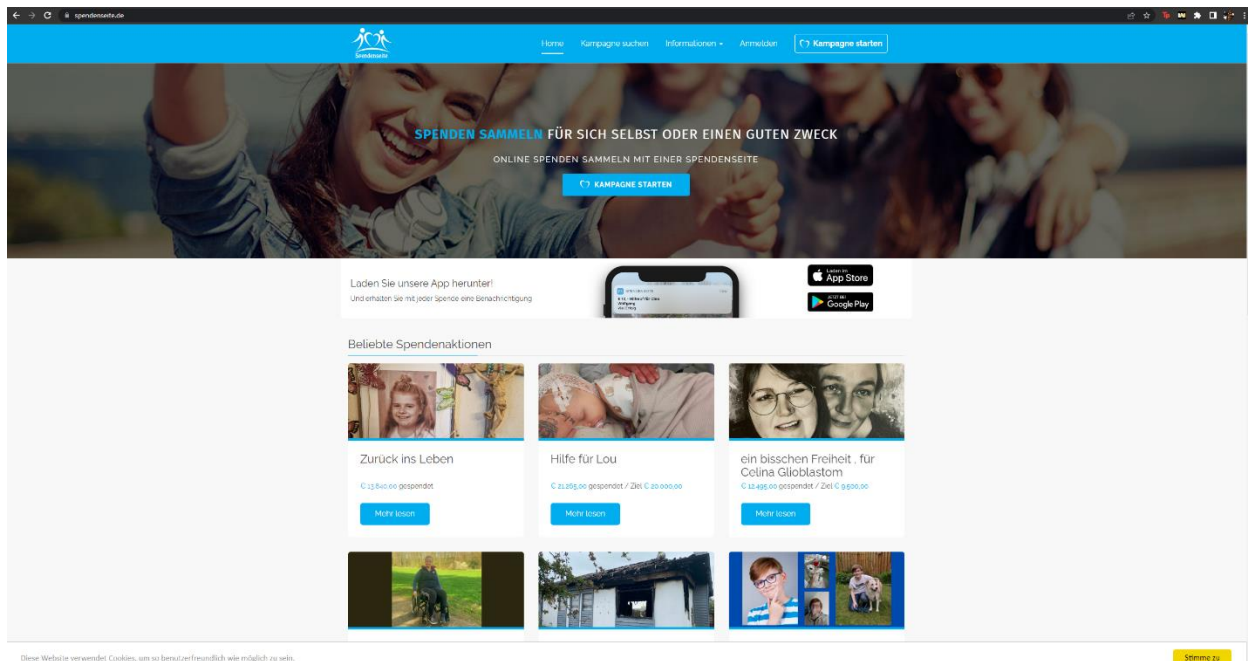 spendenseite.de
Spendenseite
Home Kampagne suchen Informationen Anmelden Kampagne starten
SPENDEN SAMMELN FÜR SICH SELBST ODER EINEN GUTEN ZWECK
ONLINE SPENDEN SAMMELN MIT EINER SPENDENSEITE
KAMPAGNE STARTEN
Laden Sie unsere App herunter!
Und erhalten Sie mit jeder Spende eine Benachrichtigung
Laden im
App Store
JETZT BEI
Google Play
Beliebte Spendenaktionen
Zurück ins Leben
€ 13.840,00 gespendet
Mehr lesen
Hilfe für Lou
€ 21.265,00 gespendet / Ziel € 20.000,00
Mehr lesen
ein bisschen Freiheit , für
Celina Glioblastom
€ 12.495,00 gespendet / Ziel € 9.500,00
Mehr lesen
Diese Website verwendet Cookies, um so benutzerfreundlich wie möglich zu sein.
Stimme zu